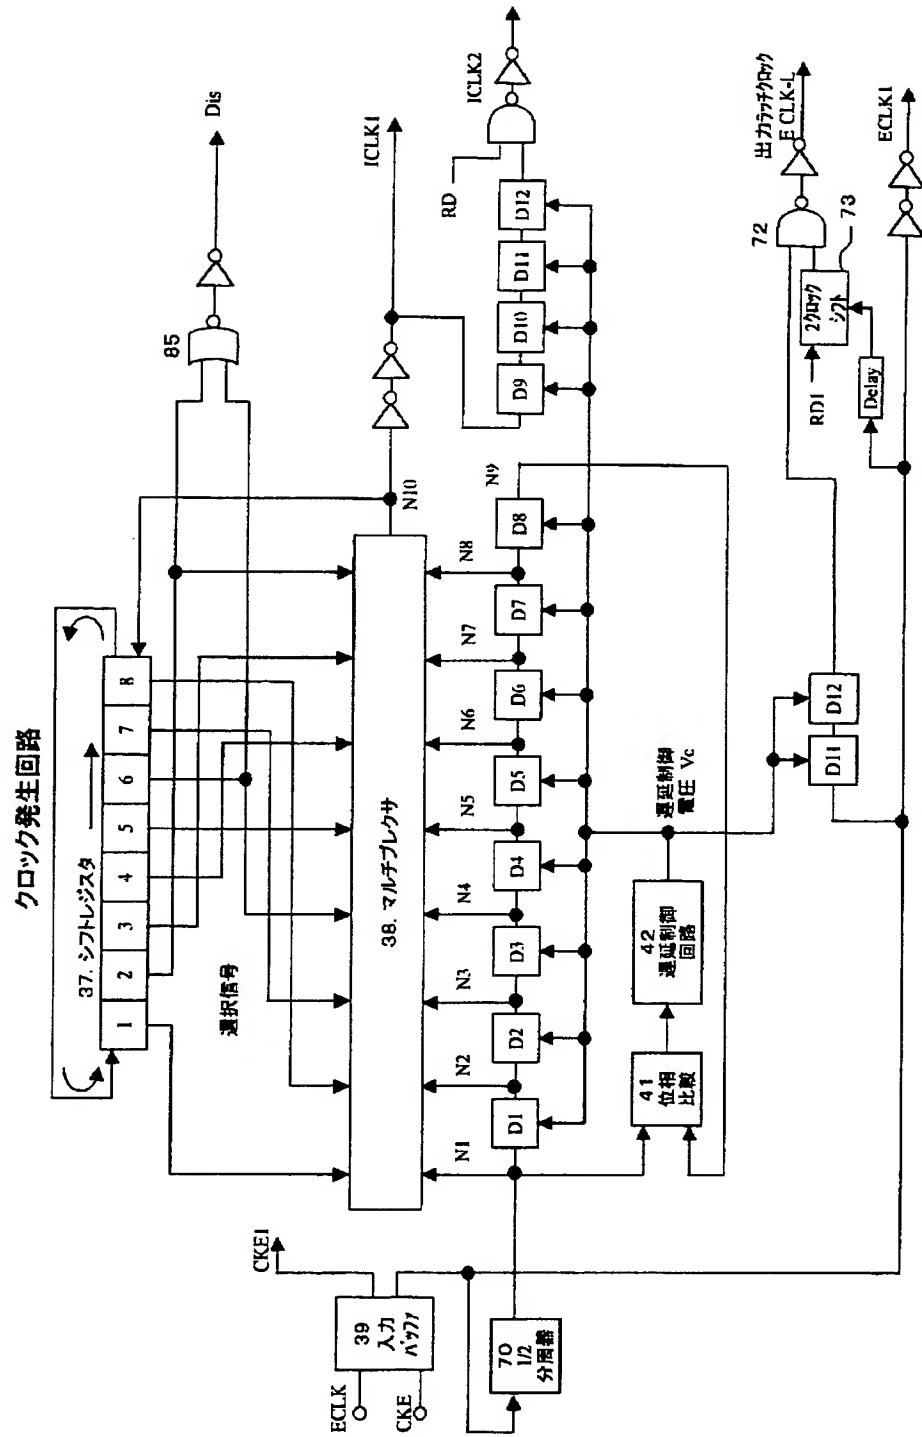 クロック発生回路
37. シフトレジスタ
1
2
3
4
5
6
7
8
選択信号
85
Dis
38. マルチプレクサ
N10
ICLK1
RD
ICLK2
N1
N2
N3
N4
N5
N6
N7
N8
N9
D1
D2
D3
D4
D5
D6
D7
D8
D9
D10
D11
D12
CKE1
39
入力
バッファ
ECLK
CKE
70
1/2
分周器
41
位相
比較
42
遅延制御
回路
遅延制御
電圧 Vc
D11
D12
RD1
2クロック
シフト
73
72
Delay
出力ラッチクロック
E CLK-L
ECLK1